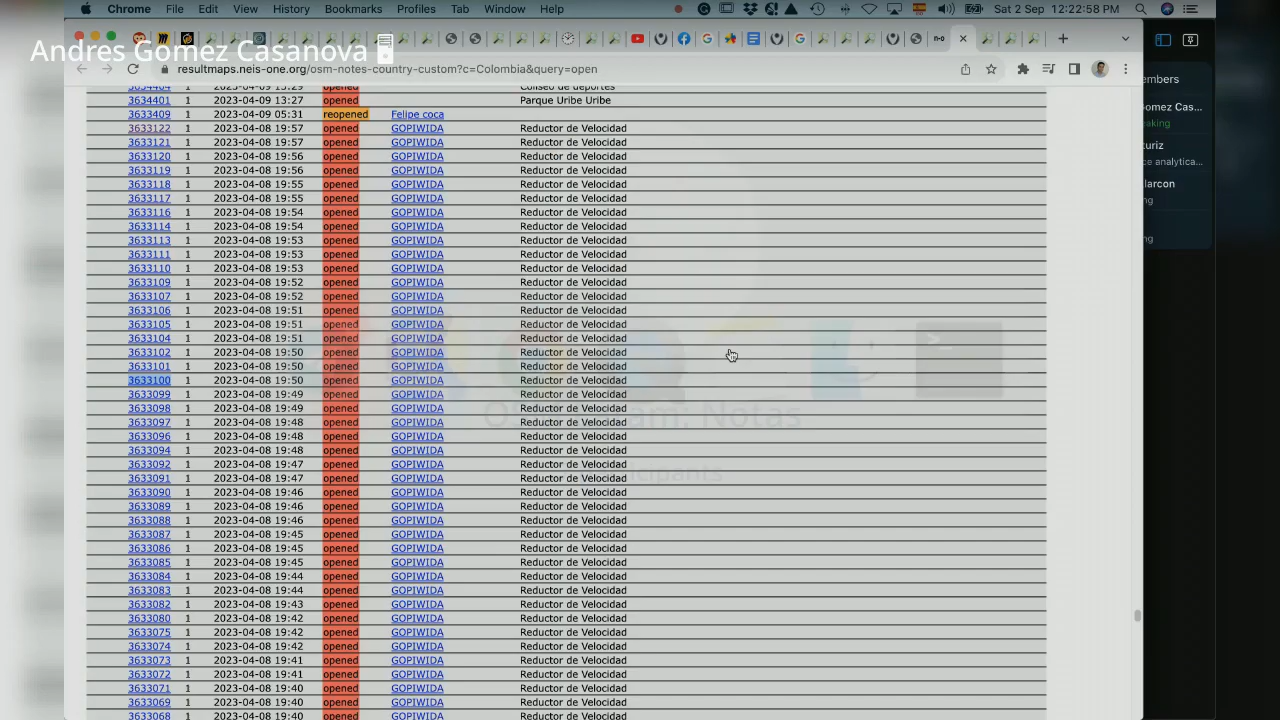 Chrome File Edit View History Bookmarks Profiles Tab Window Help Sat 2 Sep 12:22:58 PM
Andres Gomez Casanova
n-o
resultmaps.neis-one.org/osm-notes-country-custom?c=Colombia&query=open
embers
3634404 1 2023-04-09 13:29 opened Coliseo de deportes
3634401 1 2023-04-09 13:27 opened Parque Uribe Uribe
3633409 1 2023-04-09 05:31 reopened Felipe coca
3633122 1 2023-04-08 19:57 opened GOPIWIDA Reductor de Velocidad
3633121 1 2023-04-08 19:57 opened GOPIWIDA Reductor de Velocidad
3633120 1 2023-04-08 19:56 opened GOPIWIDA Reductor de Velocidad
3633119 1 2023-04-08 19:56 opened GOPIWIDA Reductor de Velocidad
3633118 1 2023-04-08 19:55 opened GOPIWIDA Reductor de Velocidad
3633117 1 2023-04-08 19:55 opened GOPIWIDA Reductor de Velocidad
3633116 1 2023-04-08 19:54 opened GOPIWIDA Reductor de Velocidad
3633114 1 2023-04-08 19:54 opened GOPIWIDA Reductor de Velocidad
3633113 1 2023-04-08 19:53 opened GOPIWIDA Reductor de Velocidad
3633111 1 2023-04-08 19:53 opened GOPIWIDA Reductor de Velocidad
3633110 1 2023-04-08 19:53 opened GOPIWIDA Reductor de Velocidad
3633109 1 2023-04-08 19:52 opened GOPIWIDA Reductor de Velocidad
3633107 1 2023-04-08 19:52 opened GOPIWIDA Reductor de Velocidad
3633106 1 2023-04-08 19:51 opened GOPIWIDA Reductor de Velocidad
3633105 1 2023-04-08 19:51 opened GOPIWIDA Reductor de Velocidad
3633104 1 2023-04-08 19:51 opened GOPIWIDA Reductor de Velocidad
3633102 1 2023-04-08 19:50 opened GOPIWIDA Reductor de Velocidad
3633101 1 2023-04-08 19:50 opened GOPIWIDA Reductor de Velocidad
3633100 1 2023-04-08 19:50 opened GOPIWIDA Reductor de Velocidad
3633099 1 2023-04-08 19:49 opened GOPIWIDA Reductor de Velocidad
3633098 1 2023-04-08 19:49 opened GOPIWIDA Reductor de Velocidad
3633097 1 2023-04-08 19:48 opened GOPIWIDA Reductor de Velocidad
3633096 1 2023-04-08 19:48 opened GOPIWIDA Reductor de Velocidad
3633094 1 2023-04-08 19:48 opened GOPIWIDA Reductor de Velocidad
3633092 1 2023-04-08 19:47 opened GOPIWIDA Reductor de Velocidad
3633091 1 2023-04-08 19:47 opened GOPIWIDA Reductor de Velocidad
3633090 1 2023-04-08 19:46 opened GOPIWIDA Reductor de Velocidad
3633089 1 2023-04-08 19:46 opened GOPIWIDA Reductor de Velocidad
3633088 1 2023-04-08 19:46 opened GOPIWIDA Reductor de Velocidad
3633087 1 2023-04-08 19:45 opened GOPIWIDA Reductor de Velocidad
3633086 1 2023-04-08 19:45 opened GOPIWIDA Reductor de Velocidad
3633085 1 2023-04-08 19:45 opened GOPIWIDA Reductor de Velocidad
3633084 1 2023-04-08 19:44 opened GOPIWIDA Reductor de Velocidad
3633083 1 2023-04-08 19:44 opened GOPIWIDA Reductor de Velocidad
3633082 1 2023-04-08 19:43 opened GOPIWIDA Reductor de Velocidad
3633080 1 2023-04-08 19:42 opened GOPIWIDA Reductor de Velocidad
3633075 1 2023-04-08 19:42 opened GOPIWIDA Reductor de Velocidad
3633074 1 2023-04-08 19:42 opened GOPIWIDA Reductor de Velocidad
3633073 1 2023-04-08 19:41 opened GOPIWIDA Reductor de Velocidad
3633072 1 2023-04-08 19:41 opened GOPIWIDA Reductor de Velocidad
3633071 1 2023-04-08 19:40 opened GOPIWIDA Reductor de Velocidad
3633069 1 2023-04-08 19:40 opened GOPIWIDA Reductor de Velocidad
3633068 1 2023-04-08 19:40 opened GOPIWIDA Reductor de Velocidad
omez Cas...
aking
turiz
ce analytica...
larcon
ng
ng
Notas
icipants